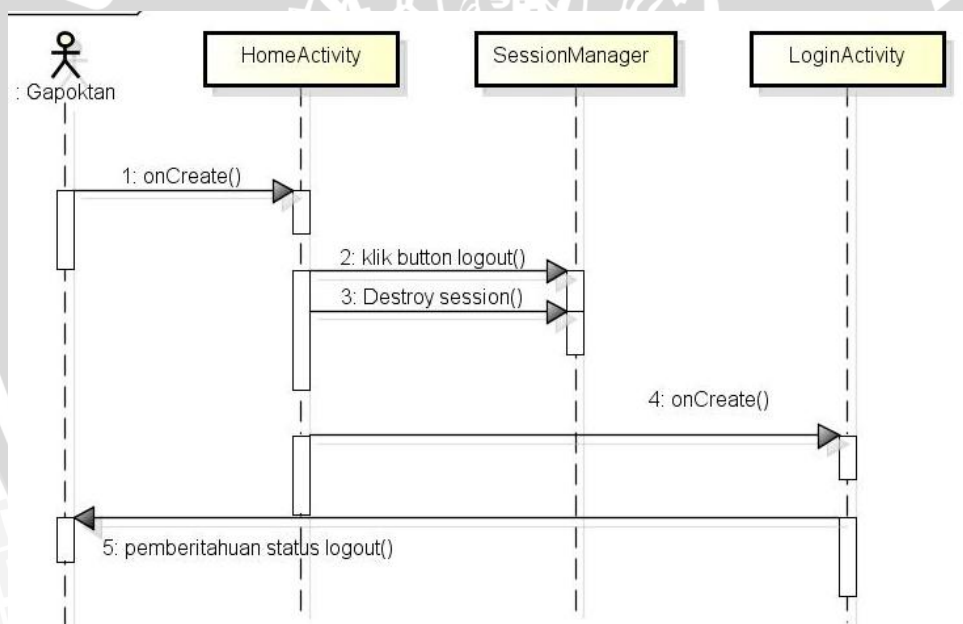 : Gapoktan
HomeActivity
SessionManager
LoginActivity
1: onCreate()
2: klik button logout()
3: Destroy session()
4: onCreate()
5: pemberitahuan status logout()